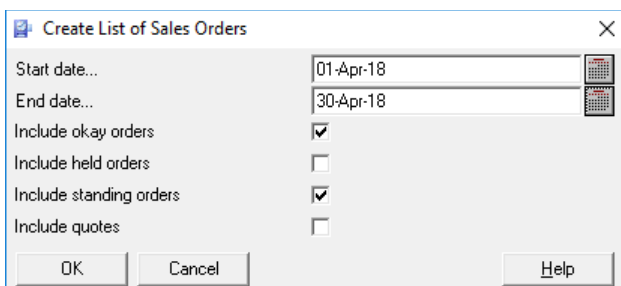 Create List of Sales Orders
Start date... 01-Apr-18
End date... 30-Apr-18
Include okay orders
Include held orders
Include standing orders
Include quotes
OK Cancel Help